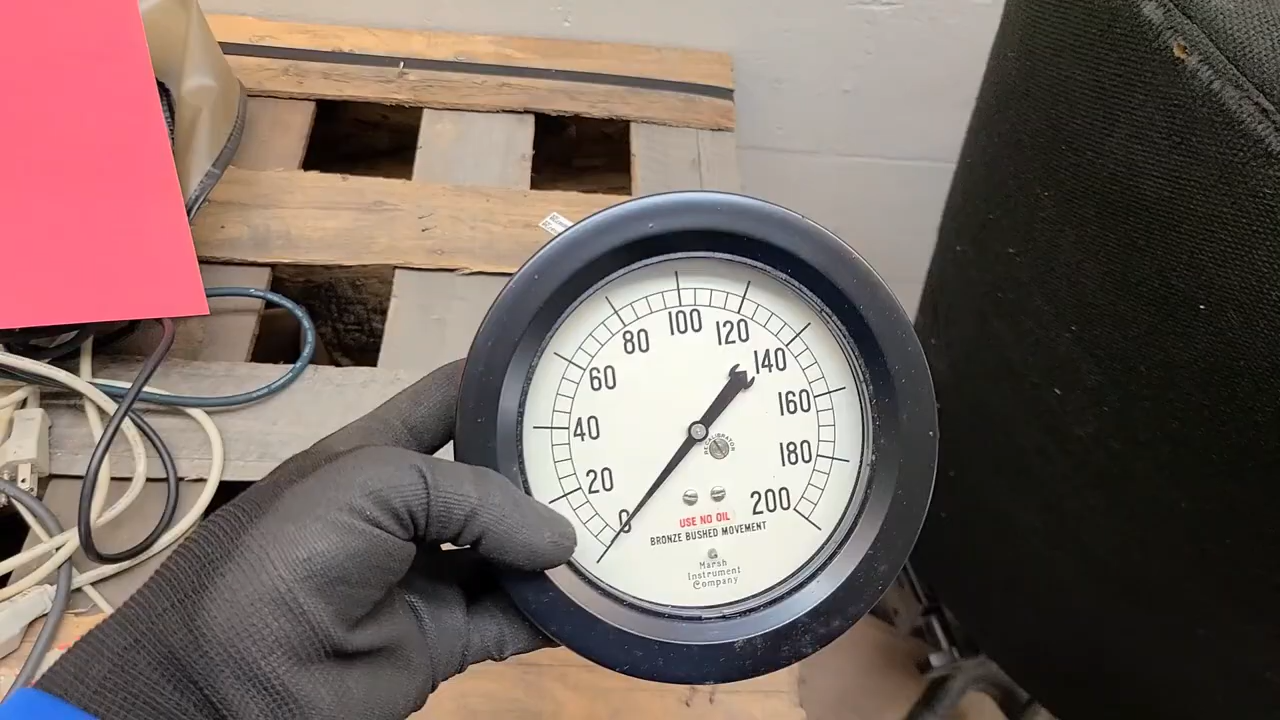 100
80
120
140
60
160
40
180
20
200
0
RECALIBRATOR
USE NO OIL
BRONZE BUSHED MOVEMENT
Marsh
Instrument
Company